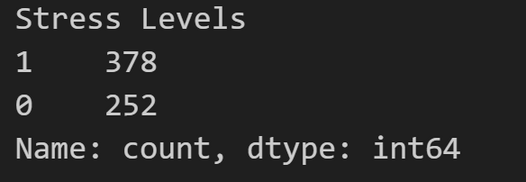 Stress Levels
1    378
0    252
Name: count, dtype: int64